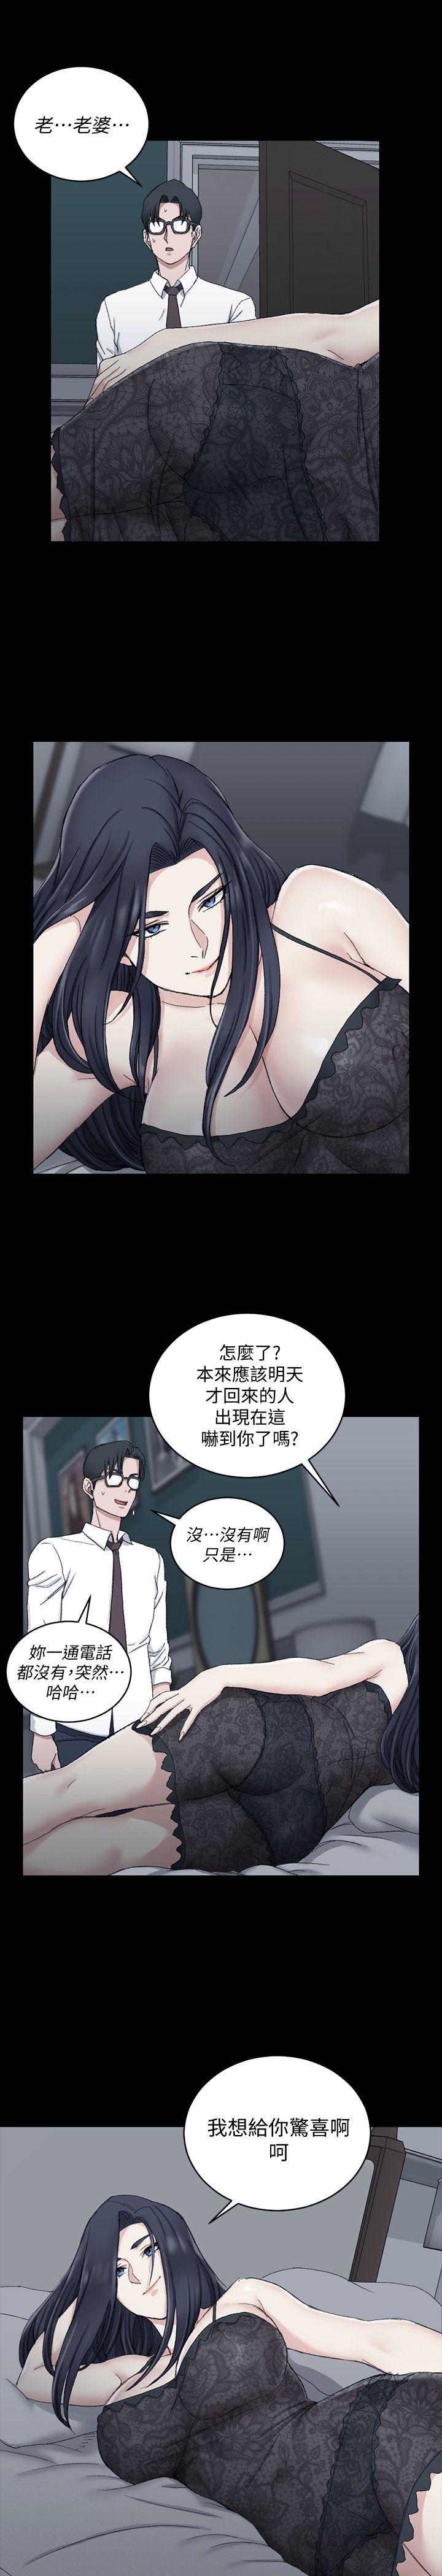 老…老婆…
怎麼了?
本來應該明天
才回來的人
出現在這
嚇到你了嗎?
沒…沒有啊
只是…
妳一通電話
都沒有,突然…
哈哈…
我想給你驚喜啊
呵